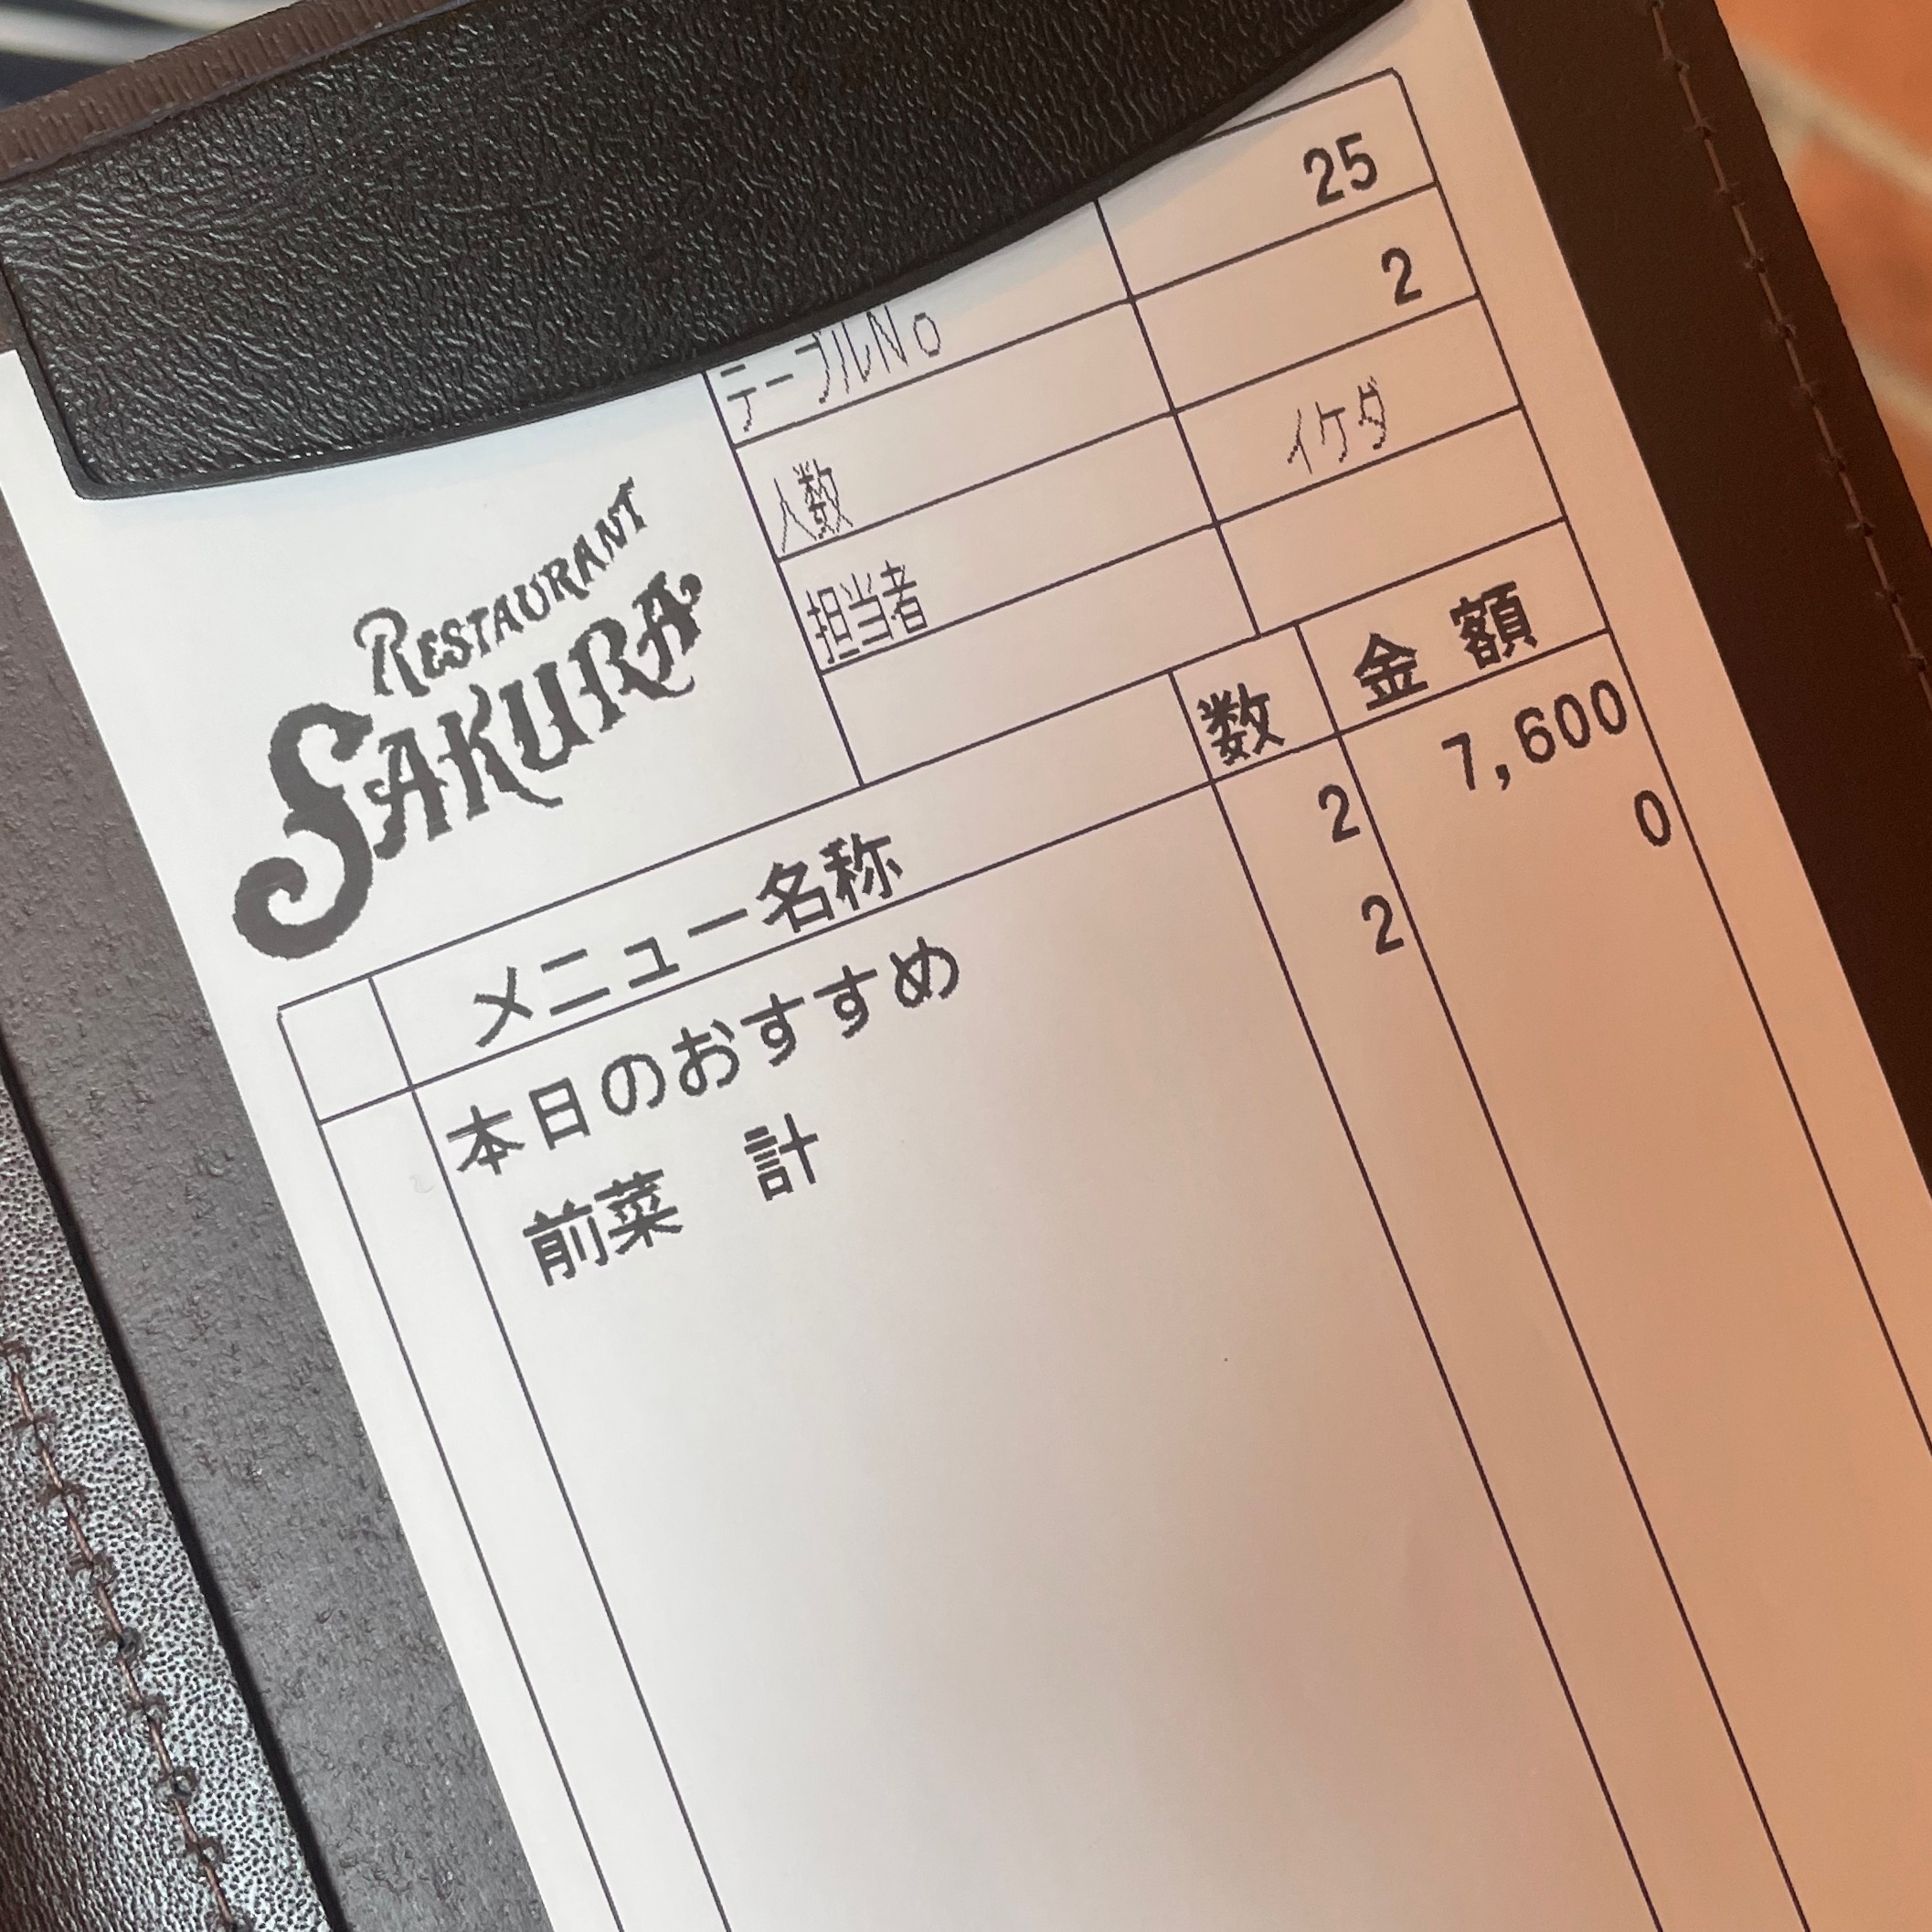 25
テーブルNo
2
人数
イケダ
担当者
RESTAURANT
SAKURA
メニュー名称 数 金額
本日のおすすめ 2 7,600
前菜 計 2 0